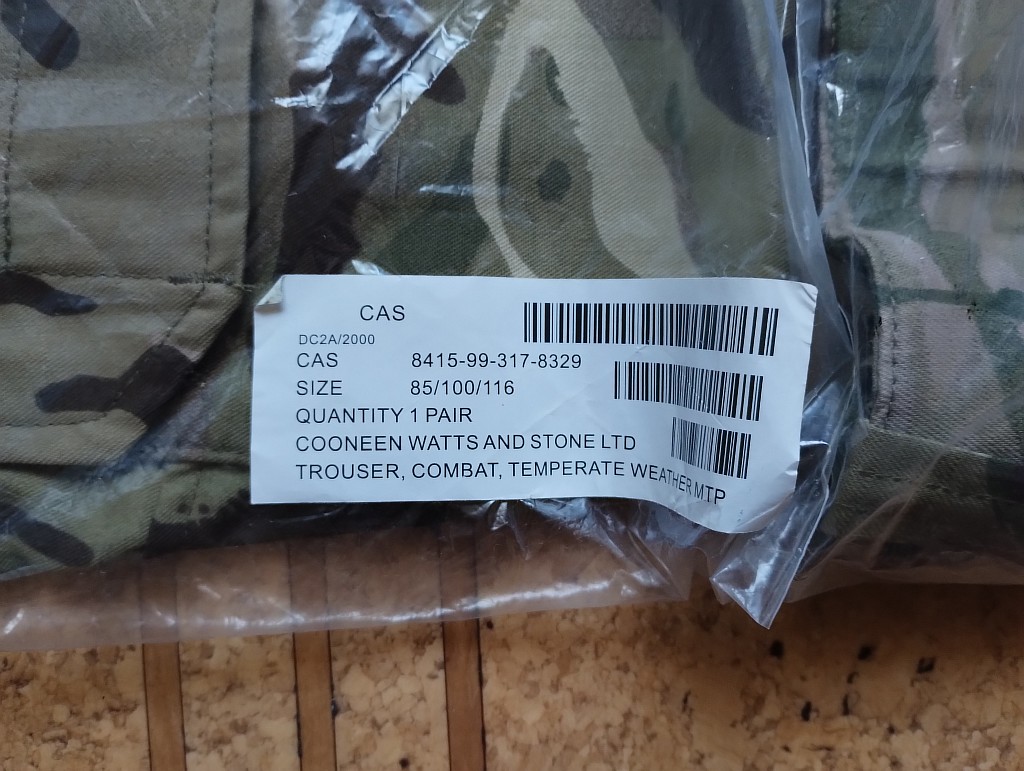 CAS
DC2A/2000
CAS 8415-99-317-8329
SIZE 85/100/116
QUANTITY 1 PAIR
COONEEN WATTS AND STONE LTD
TROUSER, COMBAT, TEMPERATE WEATHER MTP